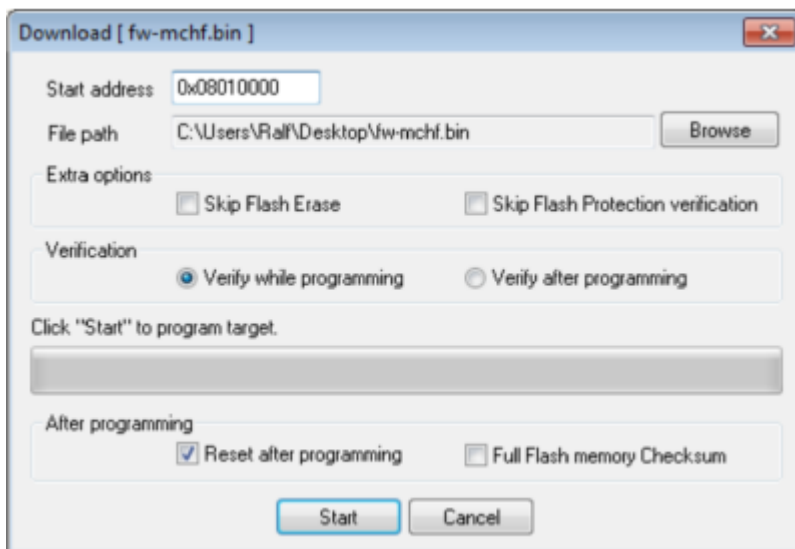 Download [ fw-mchf.bin ]
Start address 0x08010000
File path C:\Users\Ralf\Desktop\fw-mchf.bin Browse
Extra options
Skip Flash Erase Skip Flash Protection verification
Verification
Verify while programming Verify after programming
Click "Start" to program target.
After programming
Reset after programming Full Flash memory Checksum
Start Cancel